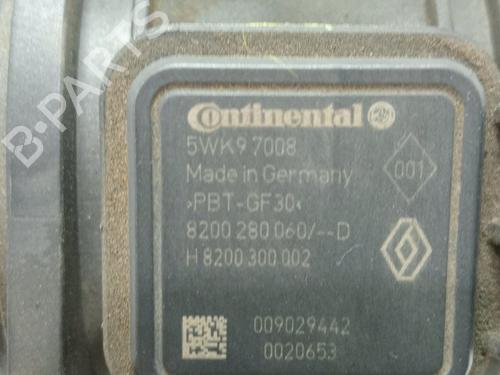 B-PARTS
Continental
5WK9 7008
Made in Germany
001
>PBT-GF30<
8200 280 060/--D
H 8200 300 002
009029442
0020653